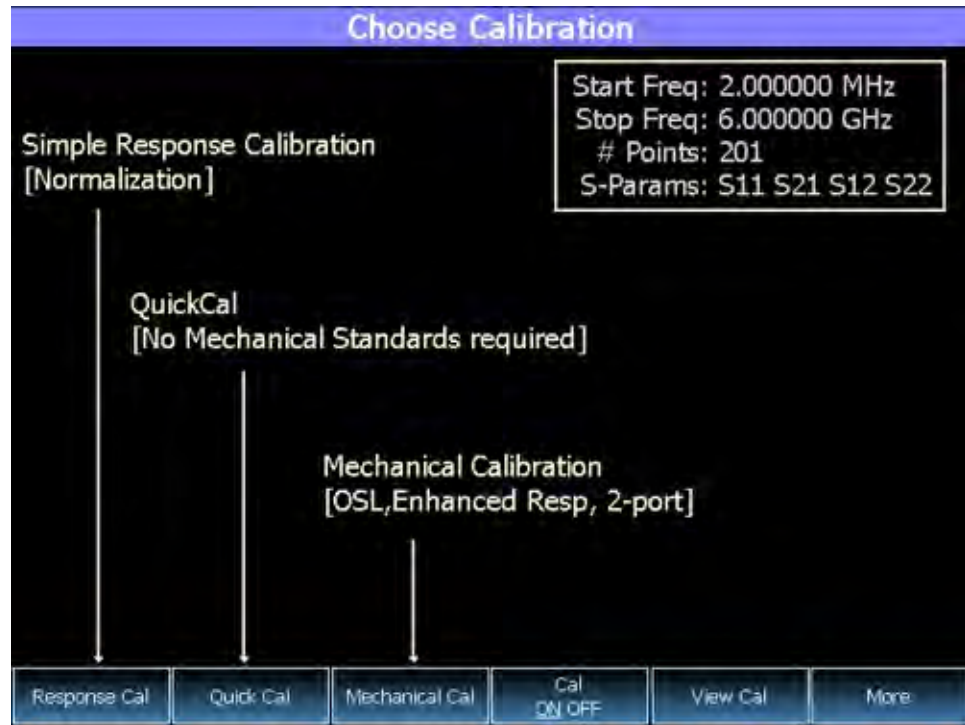 Choose Calibration
Start Freq: 2.000000 MHz
Stop Freq: 6.000000 GHz
# Points: 201
S-Params: S11 S21 S12 S22
Simple Response Calibration
[Normalization]
QuickCal
[No Mechanical Standards required]
Mechanical Calibration
[OSL,Enhanced Resp, 2-port]
Response Cal
Quick Cal
Mechanical Cal
Cal
ON OFF
View Cal
More